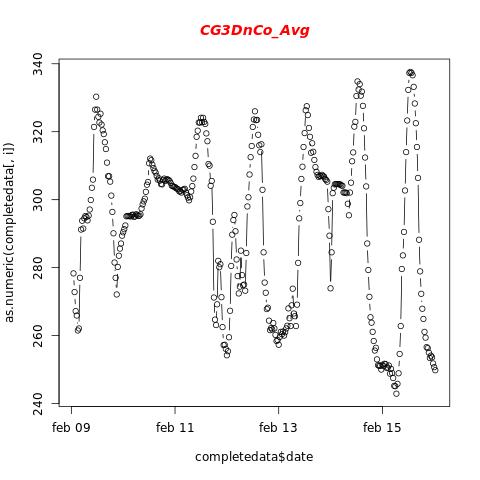 CG3DnCo_Avg
as.numeric(completedata[, i])
340
320
300
280
260
240
feb 09
feb 11
feb 13
feb 15
completedata$date